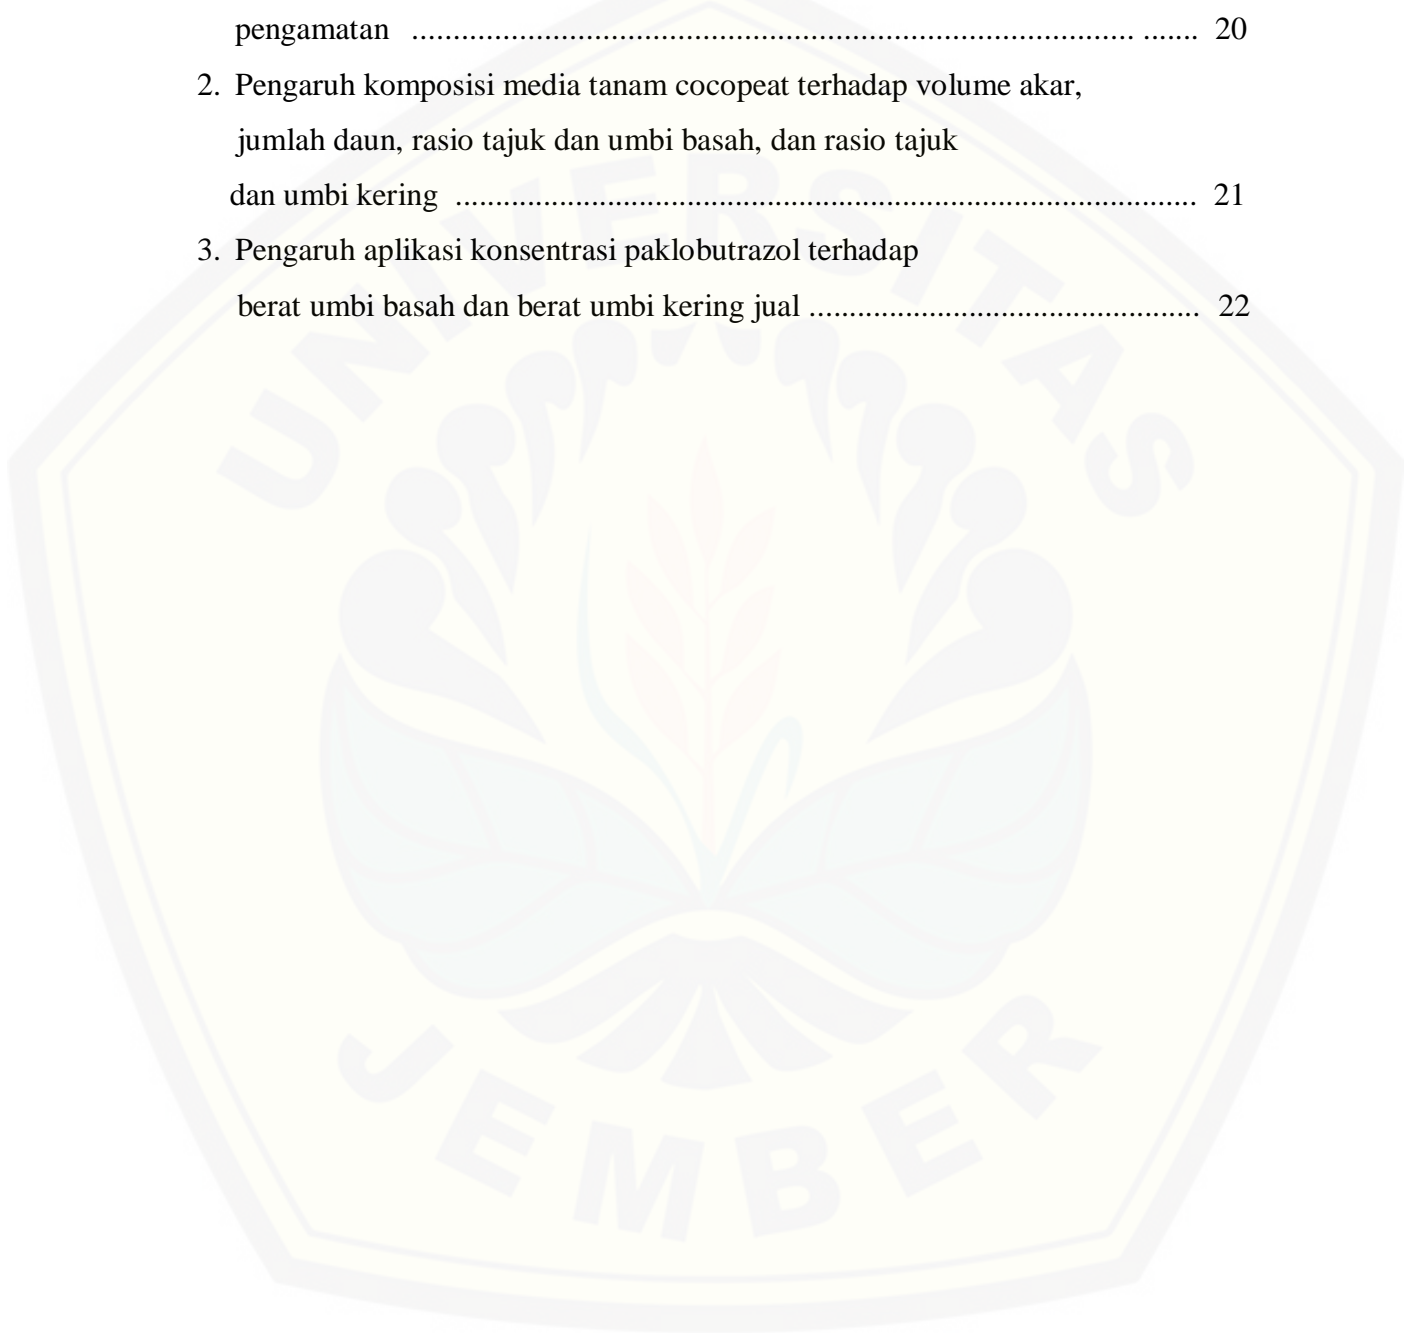 pengamatan ....................................................................................... ....... 20
2. Pengaruh komposisi media tanam cocopeat terhadap volume akar,
jumlah daun, rasio tajuk dan umbi basah, dan rasio tajuk
dan umbi kering ........................................................................................... 21
3. Pengaruh aplikasi konsentrasi paklobutrazol terhadap
berat umbi basah dan berat umbi kering jual ................................................ 22
UNIVERSITAS
JEMBER